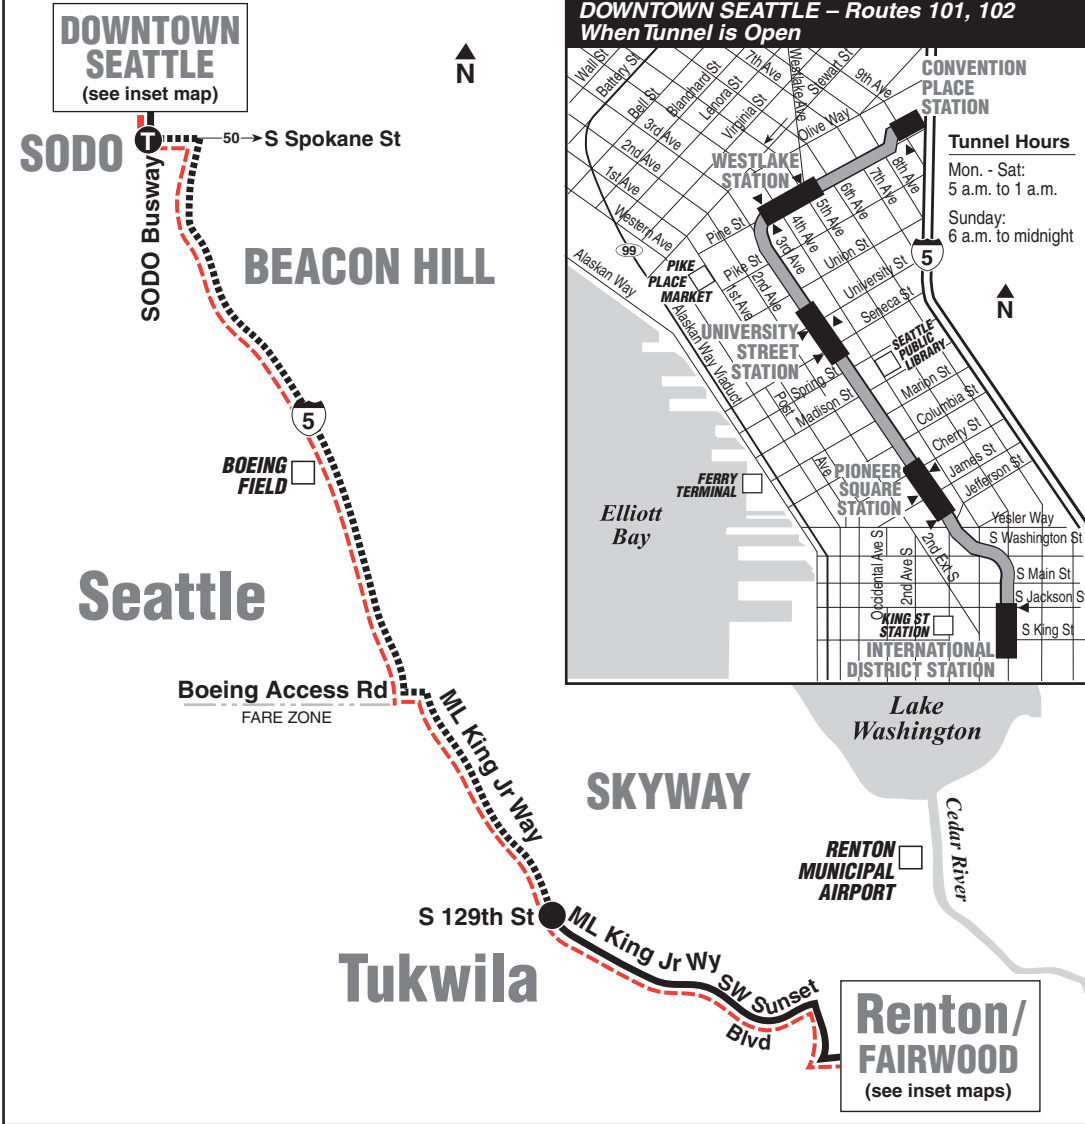 DOWNTOWN
SEATTLE
(see inset map)
N
SODO
T
50
S Spokane St
SODO Busway
BEACON HILL
5
BOEING
FIELD
Seattle
Boeing Access Rd
FARE ZONE
ML King Jr Way
SKYWAY
S 129th St
ML King Jr Wy
Tukwila
SW Sunset
Blvd
Renton/
FAIRWOOD
(see inset maps)
Lake
Washington
Cedar River
RENTON
MUNICIPAL
AIRPORT
DOWNTOWN SEATTLE – Routes 101, 102
When Tunnel is Open
Wall St
Battery St
Bell St
Blanchard St
Lenora St
Virginia St
7th Ave
Westlake Ave
Stewart St
9th Ave
Olive Way
CONVENTION
PLACE
STATION
3rd Ave
2nd Ave
1st Ave
Western Ave
WESTLAKE
STATION
8th Ave
7th Ave
6th Ave
5th Ave
4th Ave
3rd Ave
Tunnel Hours
Mon. - Sat:
5 a.m. to 1 a.m.
Sunday:
6 a.m. to midnight
99
Alaskan Way
Pine St
Pike St
2nd Ave
1st Ave
PIKE
PLACE
MARKET
Union St
University St
Seneca St
5
N
Alaskan Way Viaduct
UNIVERSITY
STREET
STATION
SEATTLE
PUBLIC
LIBRARY
Spring St
Madison St
Post
Ave
Marion St
Columbia St
Cherry St
James St
Jefferson St
FERRY
TERMINAL
PIONEER
SQUARE
STATION
Elliott
Bay
Yesler Way
S Washington St
Occidental Ave S
2nd Ave S
2nd Ext S
S Main St
S Jackson St
S King St
KING ST
STATION
INTERNATIONAL
DISTRICT STATION